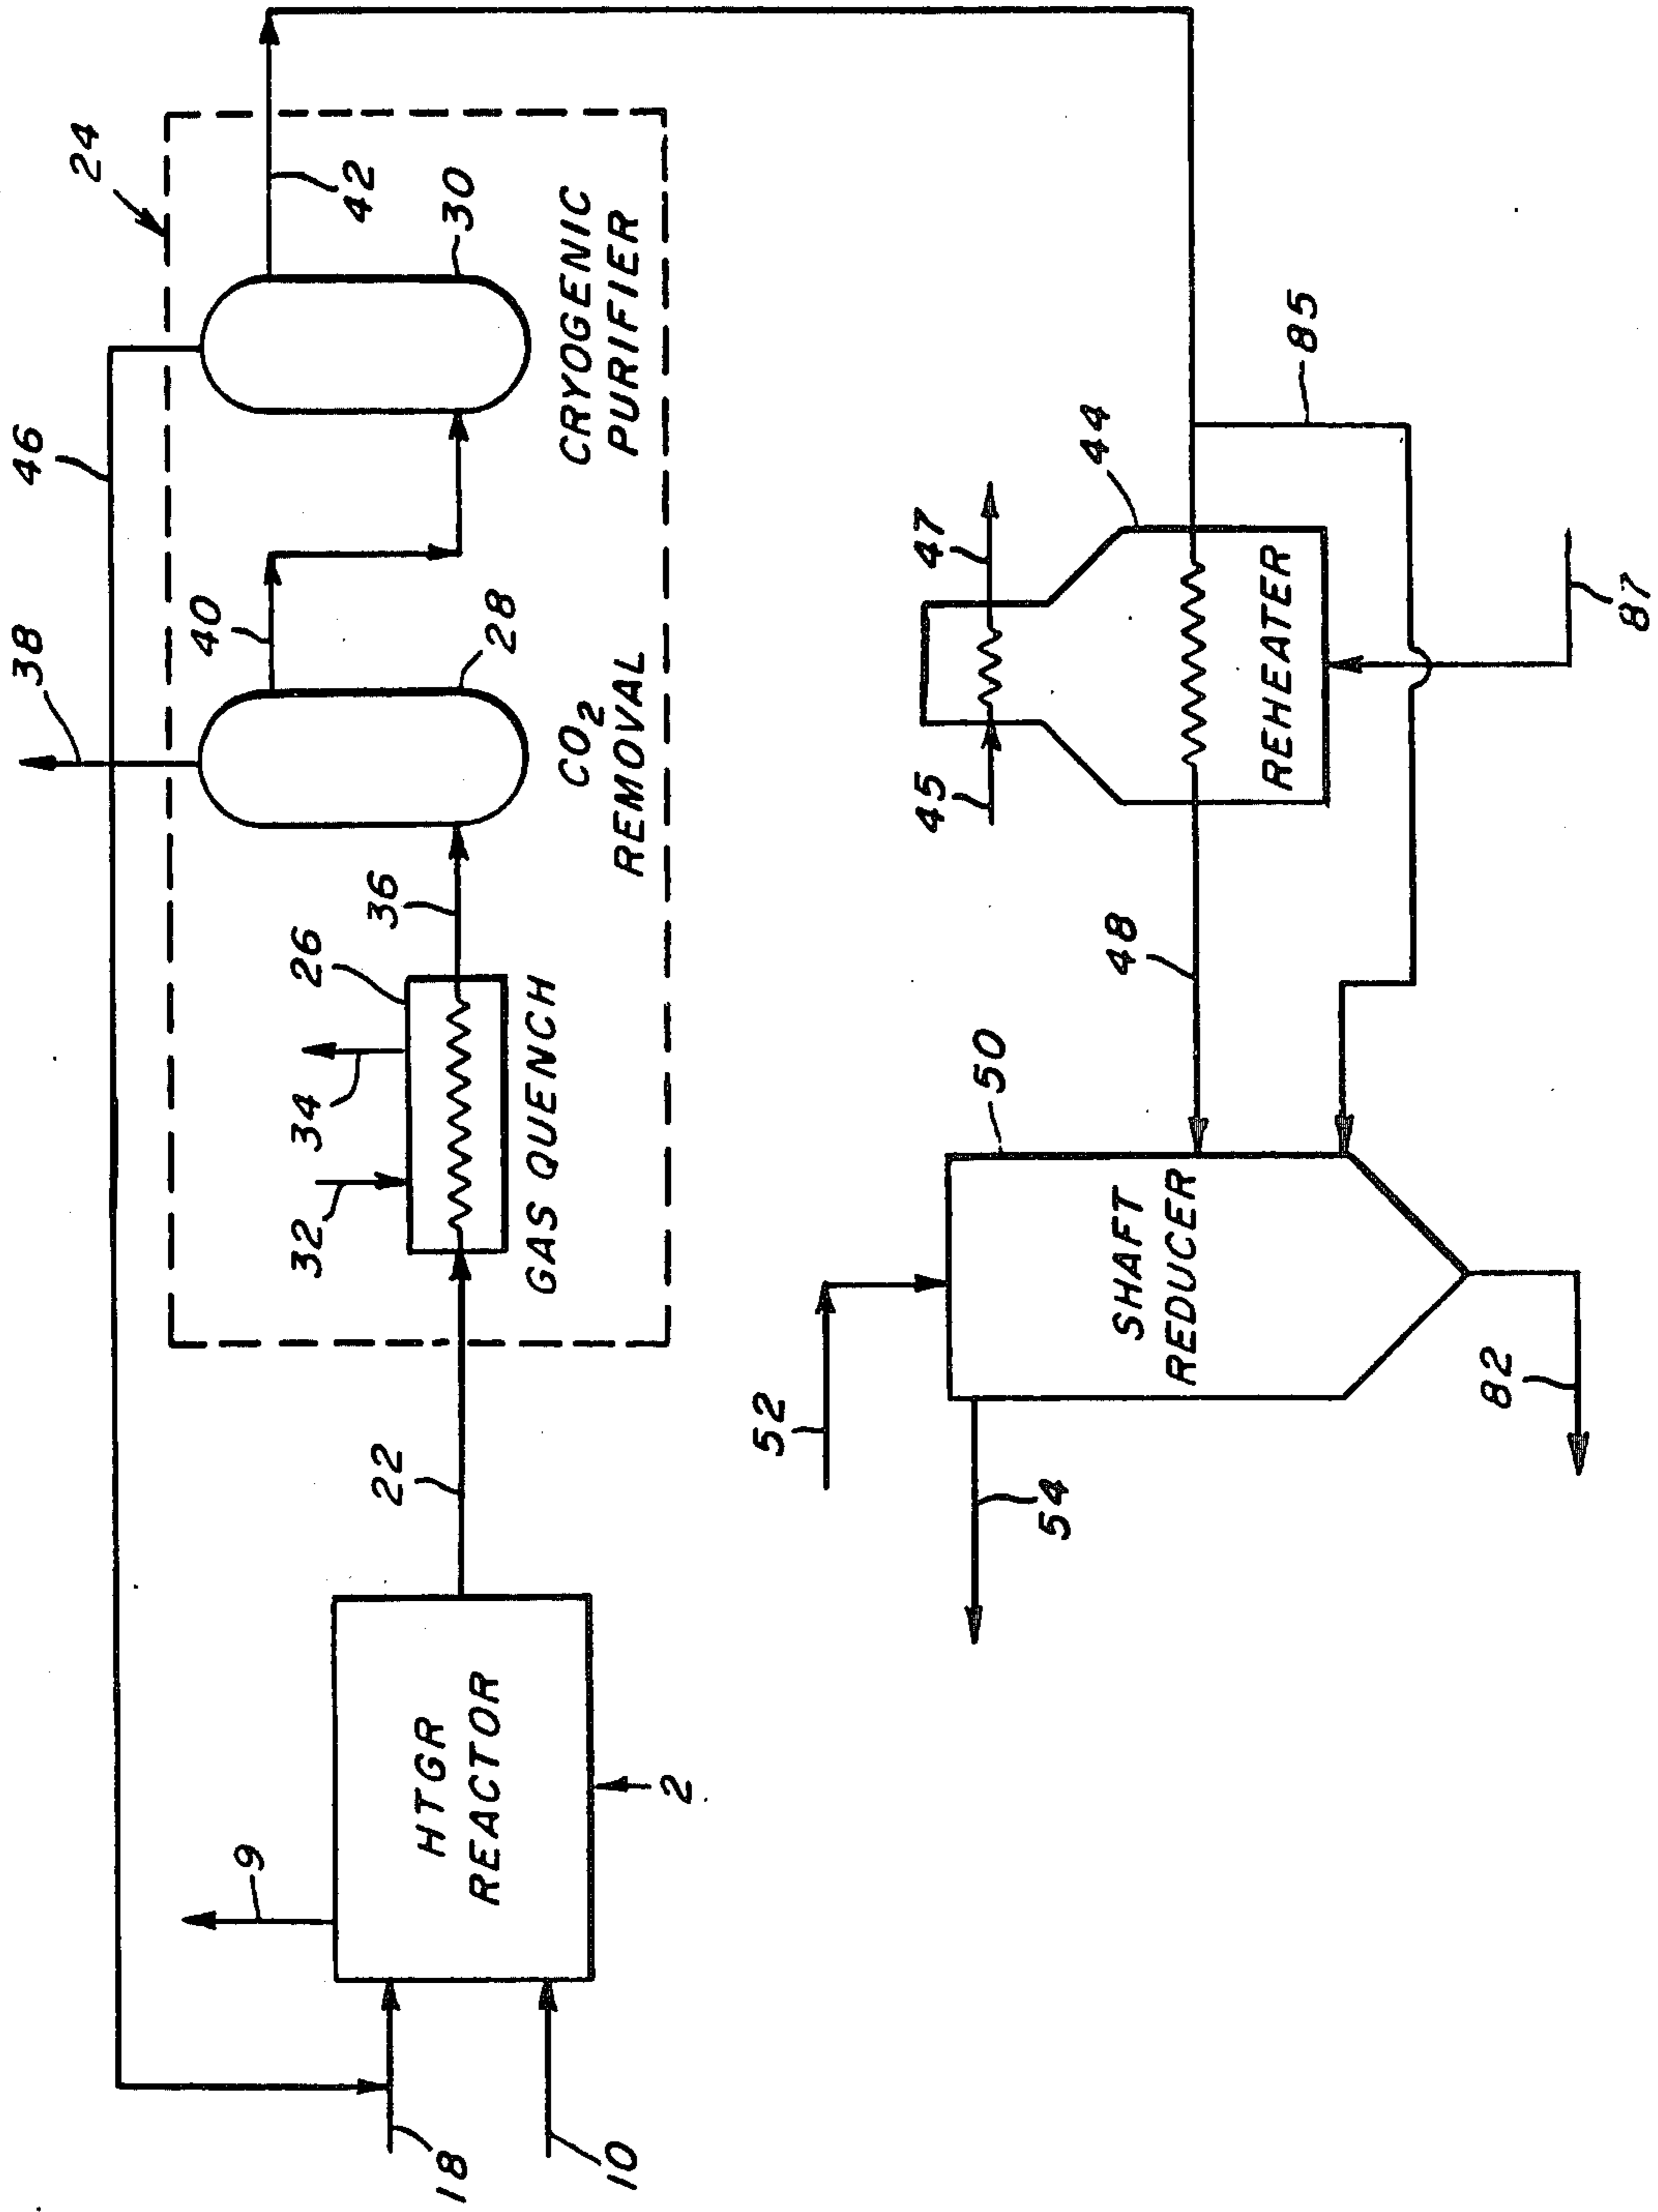 24
46
38
40
42
30
28
CRYOGENIC
PURIFIER
CO2
REMOVAL
36
26
34
32
GAS QUENCH
22
9
HTGR
REACTOR
18
10
2
85
44
47
45
REHEATER
87
48
50
SHAFT
REDUCER
52
54
82